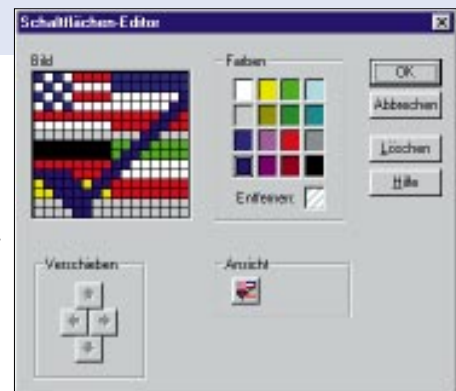 Schaltflächen-Editor
Bild
Farben
OK
Abbrechen
Löschen
Hilfe
Entfernen:
Verschieben
Ansicht